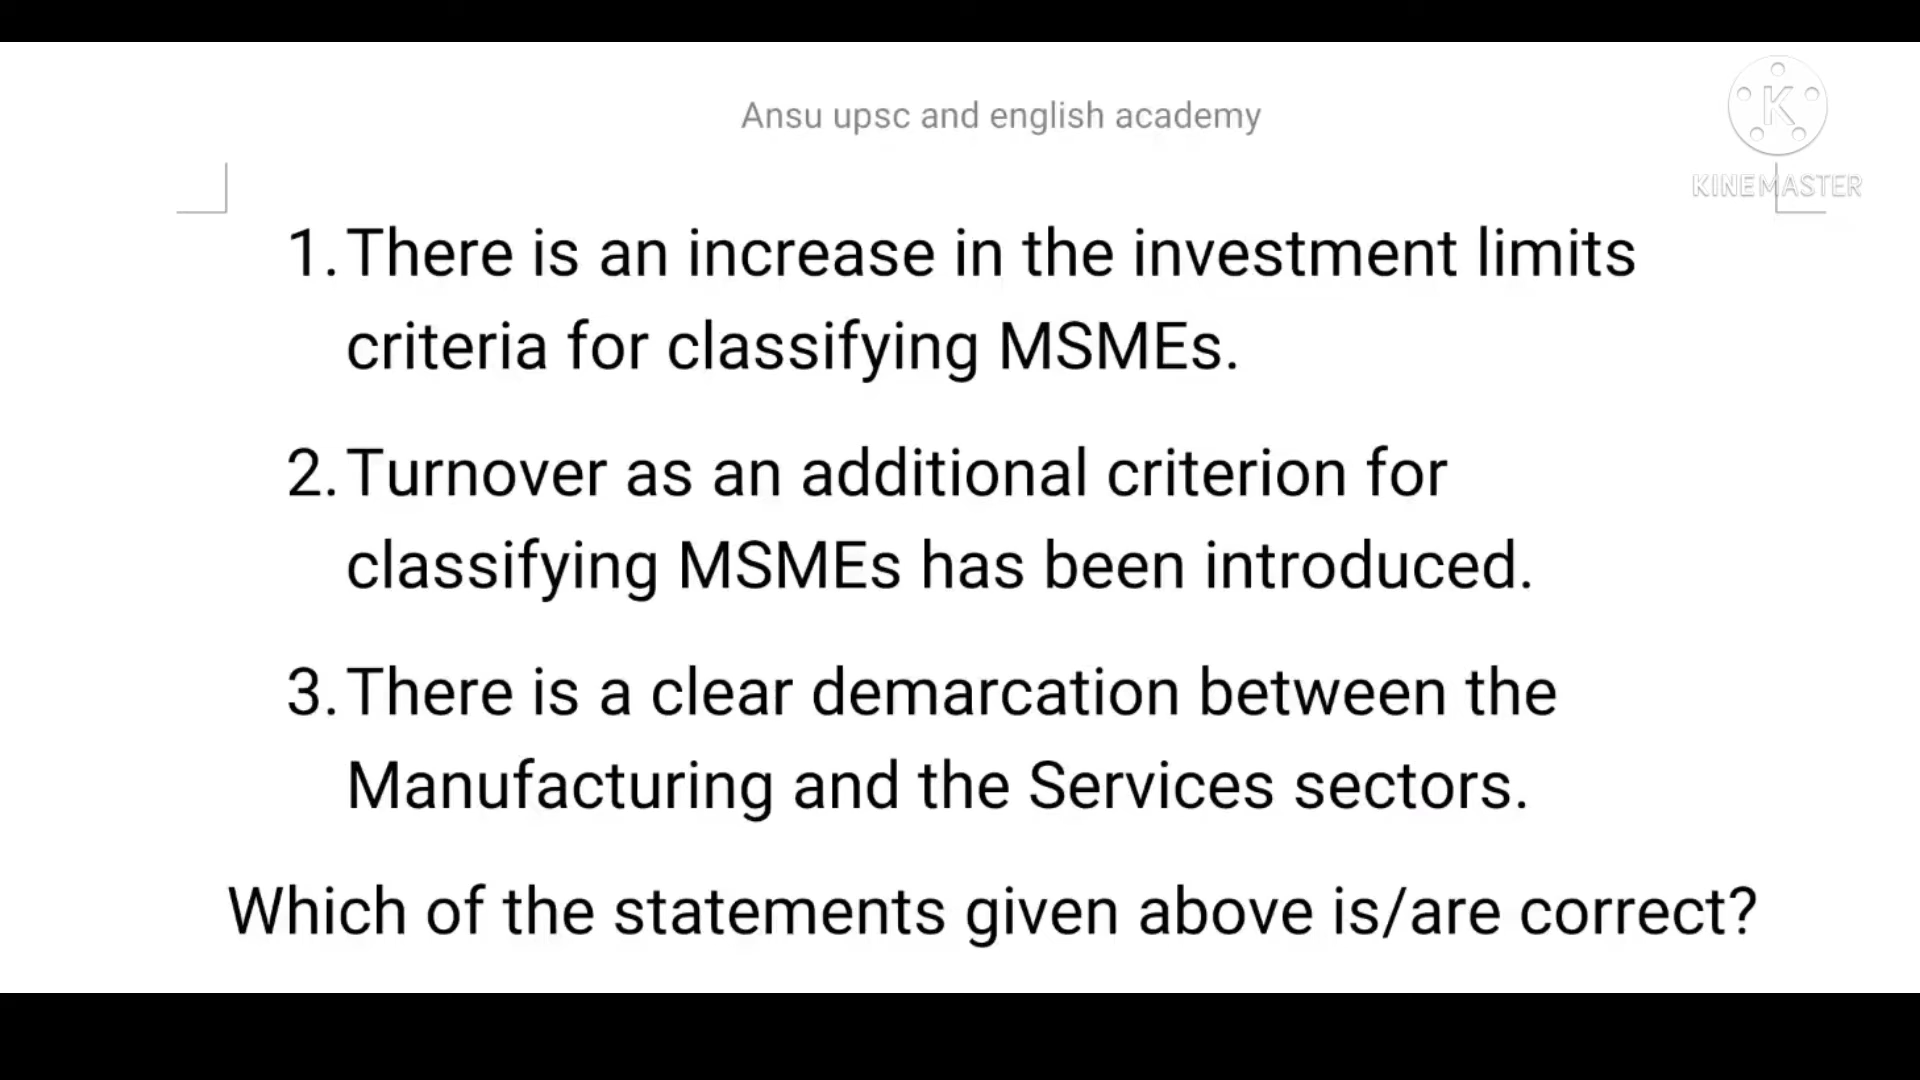 Ansu upsc and english academy
K
KINEMASTER
1. There is an increase in the investment limits
criteria for classifying MSMEs.
2. Turnover as an additional criterion for
classifying MSMEs has been introduced.
3. There is a clear demarcation between the
Manufacturing and the Services sectors.
Which of the statements given above is/are correct?